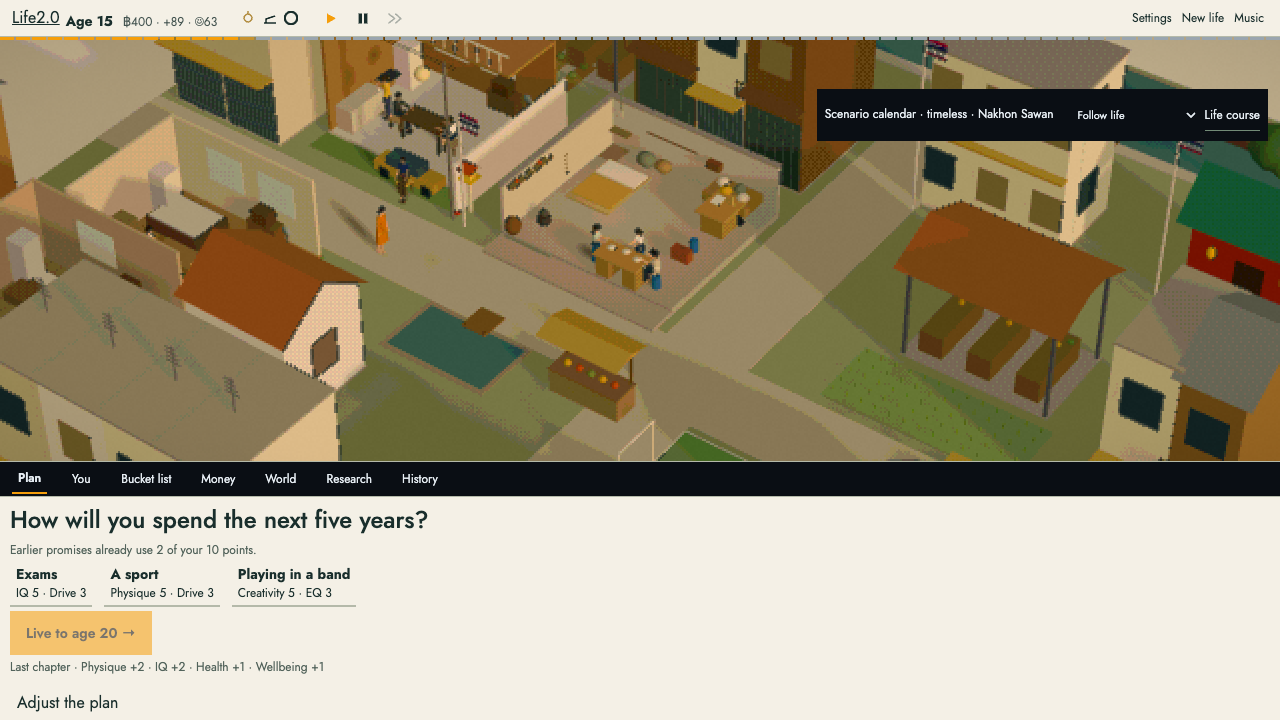 Life2.0 Age 15 ฿400 · +89 · ◎63
Settings New life Music
Scenario calendar · timeless · Nakhon Sawan Follow life Life course
Plan You Bucket list Money World Research History
How will you spend the next five years?
Earlier promises already use 2 of your 10 points.
Exams A sport Playing in a band
IQ 5 · Drive 3 Physique 5 · Drive 3 Creativity 5 · EQ 3
Live to age 20 →
Last chapter · Physique +2 · IQ +2 · Health +1 · Wellbeing +1
Adjust the plan